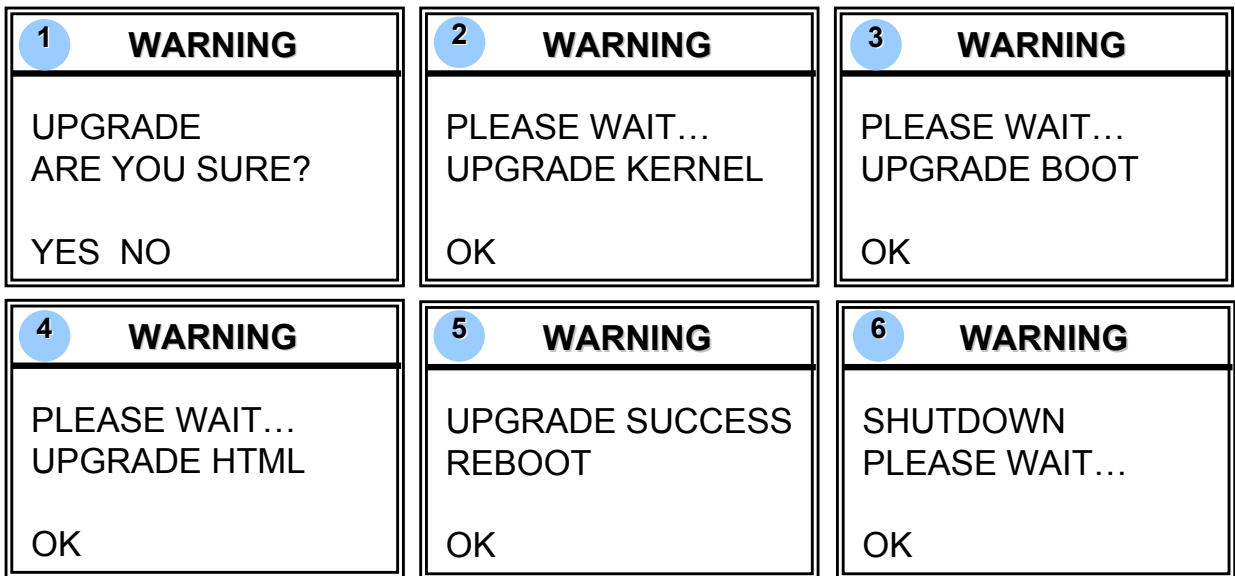 1 WARNING
UPGRADE
ARE YOU SURE?
YES NO
2 WARNING
PLEASE WAIT…
UPGRADE KERNEL
OK
3 WARNING
PLEASE WAIT…
UPGRADE BOOT
OK
4 WARNING
PLEASE WAIT…
UPGRADE HTML
OK
5 WARNING
UPGRADE SUCCESS
REBOOT
OK
6 WARNING
SHUTDOWN
PLEASE WAIT…
OK